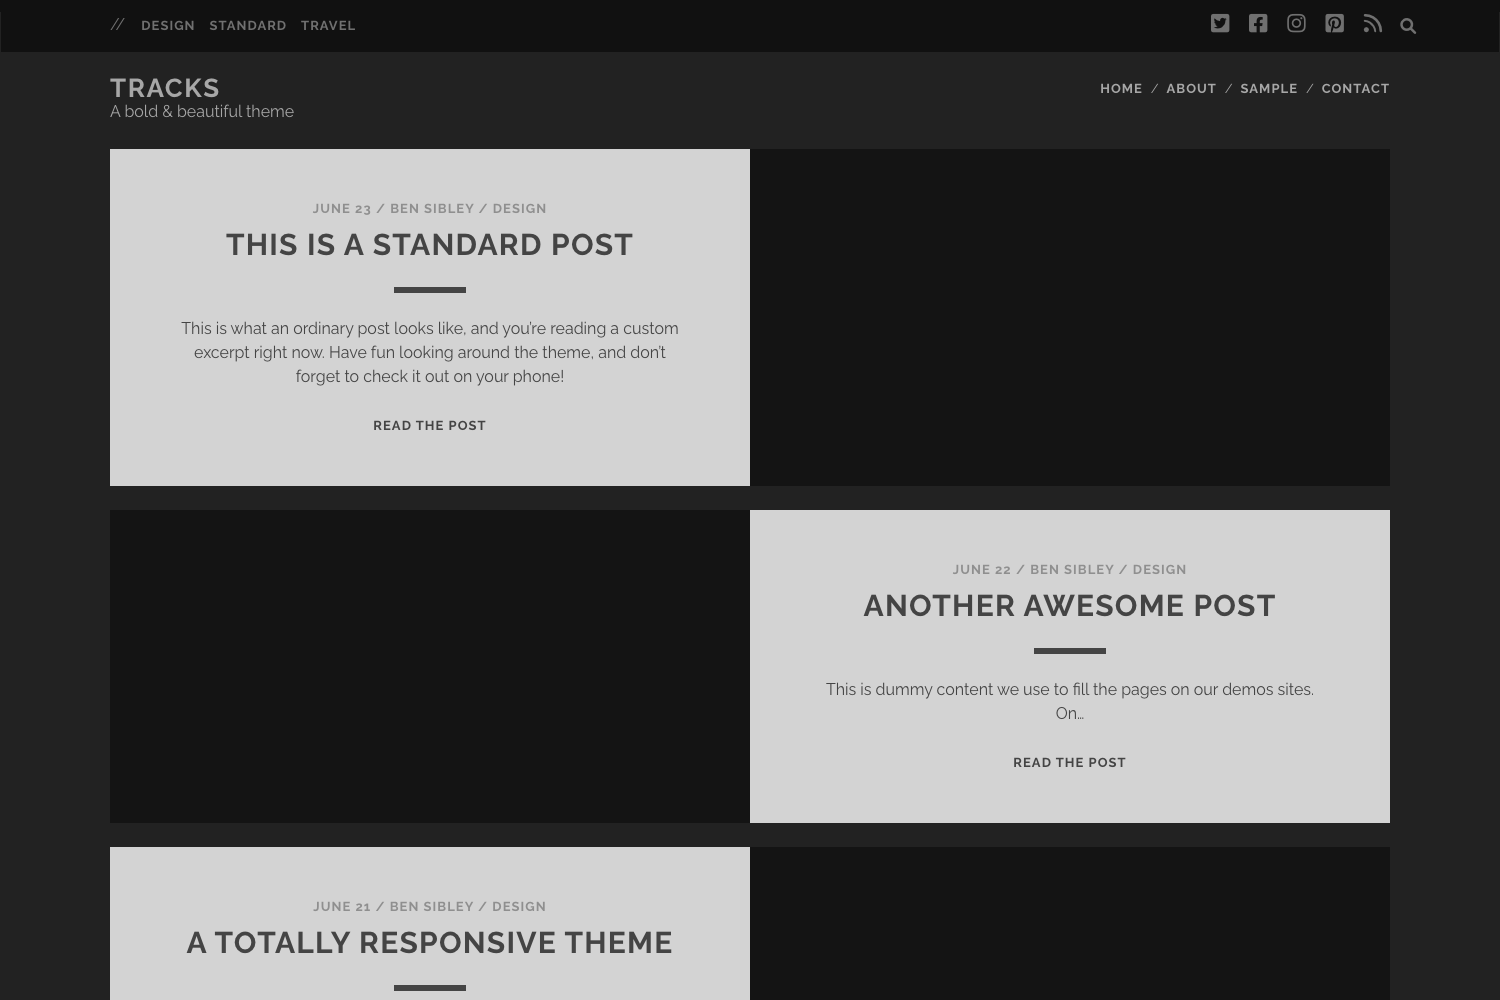 // DESIGN STANDARD TRAVEL
TRACKS
A bold & beautiful theme
HOME / ABOUT / SAMPLE / CONTACT
JUNE 23 / BEN SIBLEY / DESIGN
THIS IS A STANDARD POST
This is what an ordinary post looks like, and you're reading a custom
excerpt right now. Have fun looking around the theme, and don't
forget to check it out on your phone!
READ THE POST
JUNE 22 / BEN SIBLEY / DESIGN
ANOTHER AWESOME POST
This is dummy content we use to fill the pages on our demos sites.
On…
READ THE POST
JUNE 21 / BEN SIBLEY / DESIGN
A TOTALLY RESPONSIVE THEME